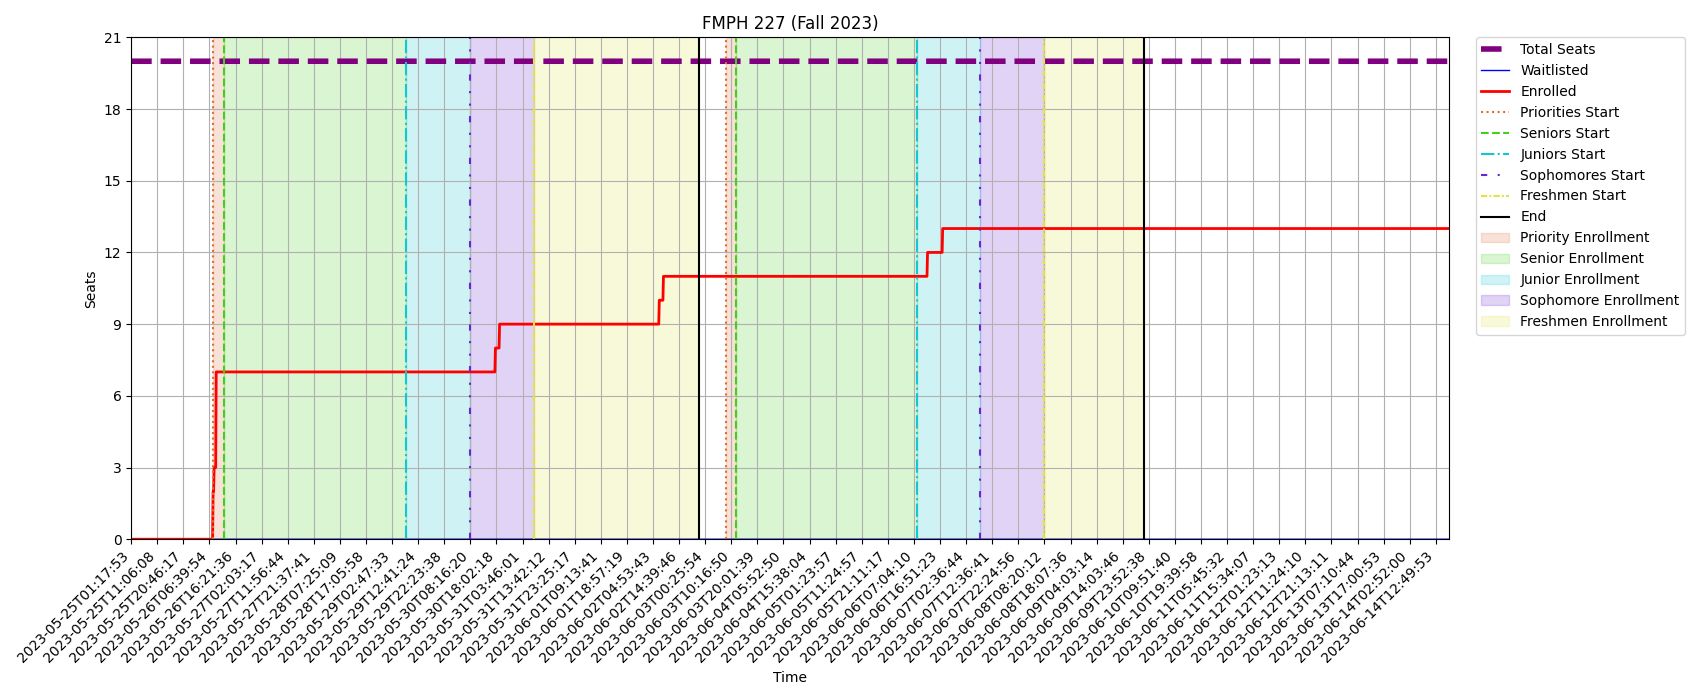 FMPH 227 (Fall 2023)
21
18
15
12
9
6
3
0
Seats
2023-05-25T01:17:53
2023-05-25T11:06:08
2023-05-25T20:46:17
2023-05-26T06:39:54
2023-05-26T16:21:36
2023-05-27T02:03:17
2023-05-27T11:56:44
2023-05-27T21:37:41
2023-05-28T07:25:09
2023-05-28T17:05:58
2023-05-29T02:47:33
2023-05-29T12:41:24
2023-05-29T22:23:38
2023-05-30T08:16:20
2023-05-30T18:02:18
2023-05-31T03:46:01
2023-05-31T13:42:12
2023-05-31T23:25:17
2023-06-01T09:13:41
2023-06-01T18:57:19
2023-06-02T04:53:43
2023-06-02T14:39:46
2023-06-03T00:25:54
2023-06-03T10:16:50
2023-06-03T20:01:39
2023-06-04T05:52:50
2023-06-04T15:38:04
2023-06-05T01:23:57
2023-06-05T11:24:57
2023-06-05T21:11:17
2023-06-06T07:04:10
2023-06-06T16:51:23
2023-06-07T02:36:44
2023-06-07T12:36:41
2023-06-07T22:24:56
2023-06-08T08:20:12
2023-06-08T18:07:36
2023-06-09T04:03:14
2023-06-09T14:03:46
2023-06-09T23:52:38
2023-06-10T09:51:40
2023-06-10T19:39:58
2023-06-11T05:45:32
2023-06-11T15:34:07
2023-06-12T01:23:13
2023-06-12T11:24:10
2023-06-12T21:13:11
2023-06-13T07:10:44
2023-06-13T17:00:53
2023-06-14T02:52:00
2023-06-14T12:49:53
Time
Total Seats
Waitlisted
Enrolled
Priorities Start
Seniors Start
Juniors Start
Sophomores Start
Freshmen Start
End
Priority Enrollment
Senior Enrollment
Junior Enrollment
Sophomore Enrollment
Freshmen Enrollment